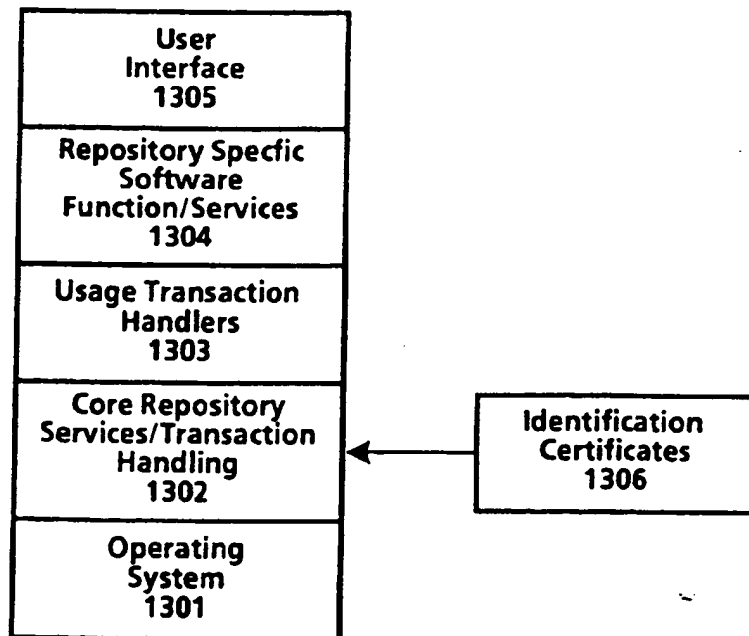 User
Interface
1305
Repository Specfic
Software
Function/Services
1304
Usage Transaction
Handlers
1303
Core Repository
Services/Transaction
Handling
1302
Operating
System
1301
Identification
Certificates
1306